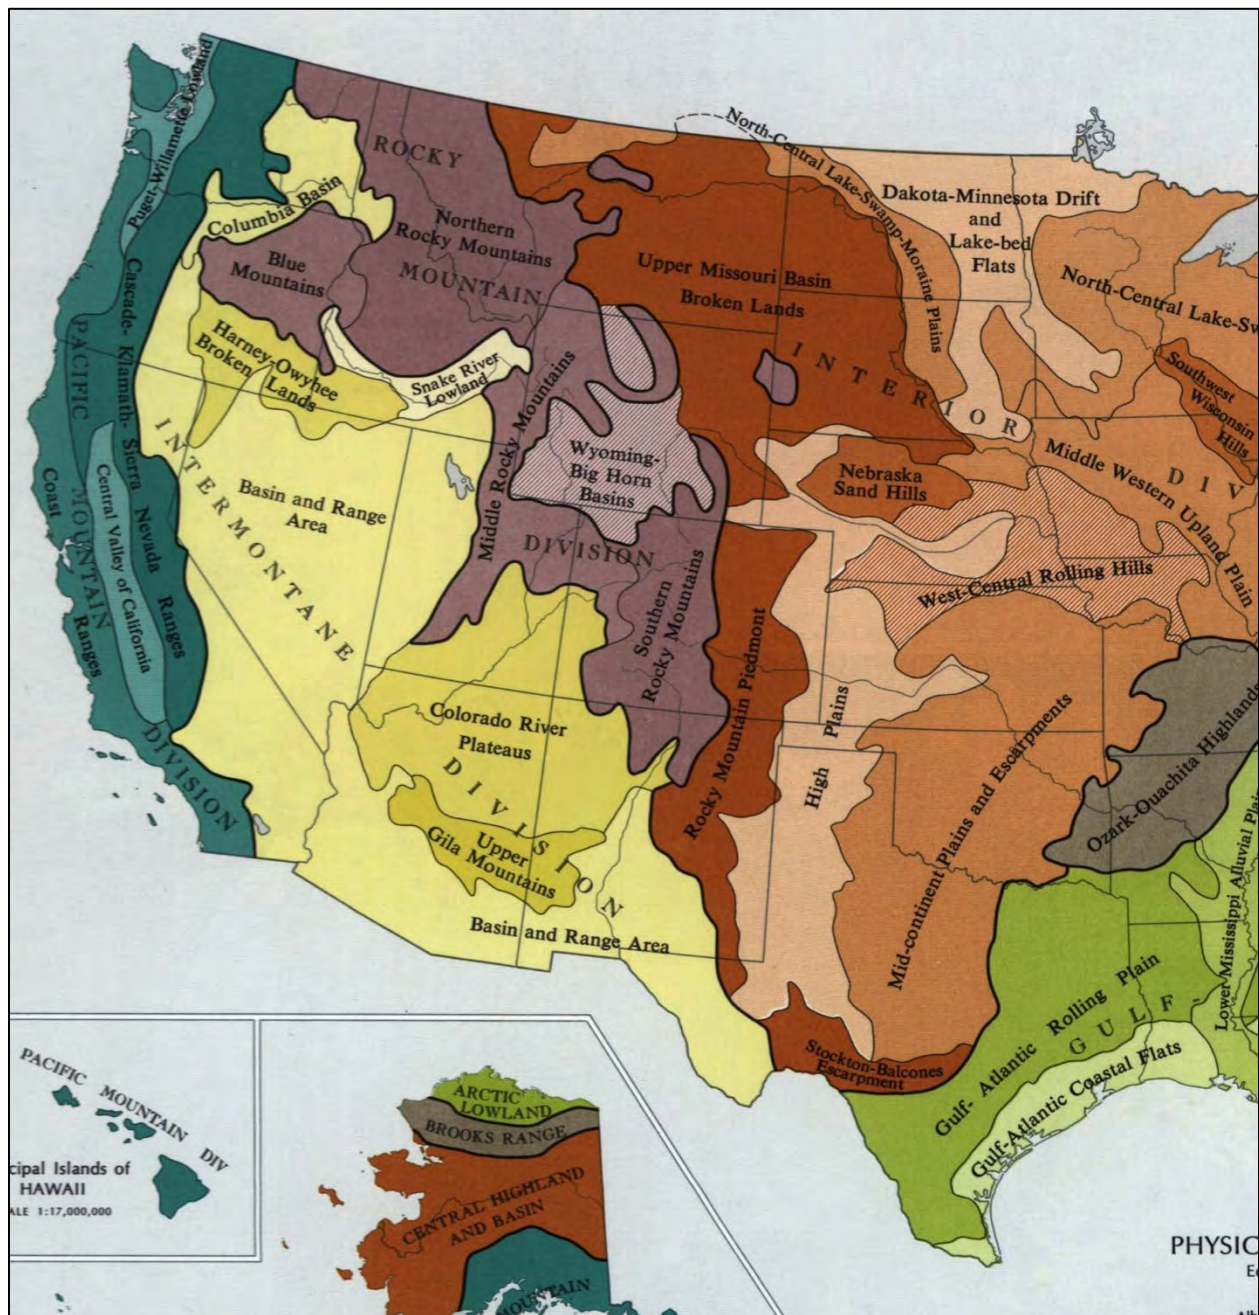 Puget-Willamette Lowland
Columbia Basin
ROCKY
Northern
Rocky Mountains
MOUNTAIN
Blue
Mountains
Cascade- Klamath- Sierra Nevada Ranges
PACIFIC
MOUNTAIN
DIVISION
Coast Ranges
Central Valley of California
Harney-Owyhee
Broken Lands
Snake River
Lowland
INTERMONTANE
Basin and Range
Area
Middle Rocky Mountains
Wyoming-
Big Horn
Basins
DIVISION
Southern
Rocky Mountains
Colorado River
Plateaus
DIVISION
Upper
Gila Mountains
Basin and Range Area
North-Central Lake-Swamp-Moraine Plains
Dakota-Minnesota Drift
and
Lake-bed
Flats
Upper Missouri Basin
Broken Lands
North-Central Lake-Sw
INTERIOR
DIV
Southwest
Wisconsin
Hills
Nebraska
Sand Hills
Middle Western Upland Plain
West-Central Rolling Hills
Rocky Mountain Piedmont
High Plains
Mid-continent Plains and Escarpments
Ozark-Ouachita Highland
Stockton-Balcones
Escarpment
Gulf- Atlantic Rolling Plain
GULF-
Gulf-Atlantic Coastal Flats
Lower Mississippi Alluvial Plai
PACIFIC MOUNTAIN DIV
cipal Islands of
HAWAII
ALE 1:17,000,000
ARCTIC
LOWLAND
BROOKS RANGE
CENTRAL HIGHLAND
AND BASIN
MOUNTAIN
PHYSIC